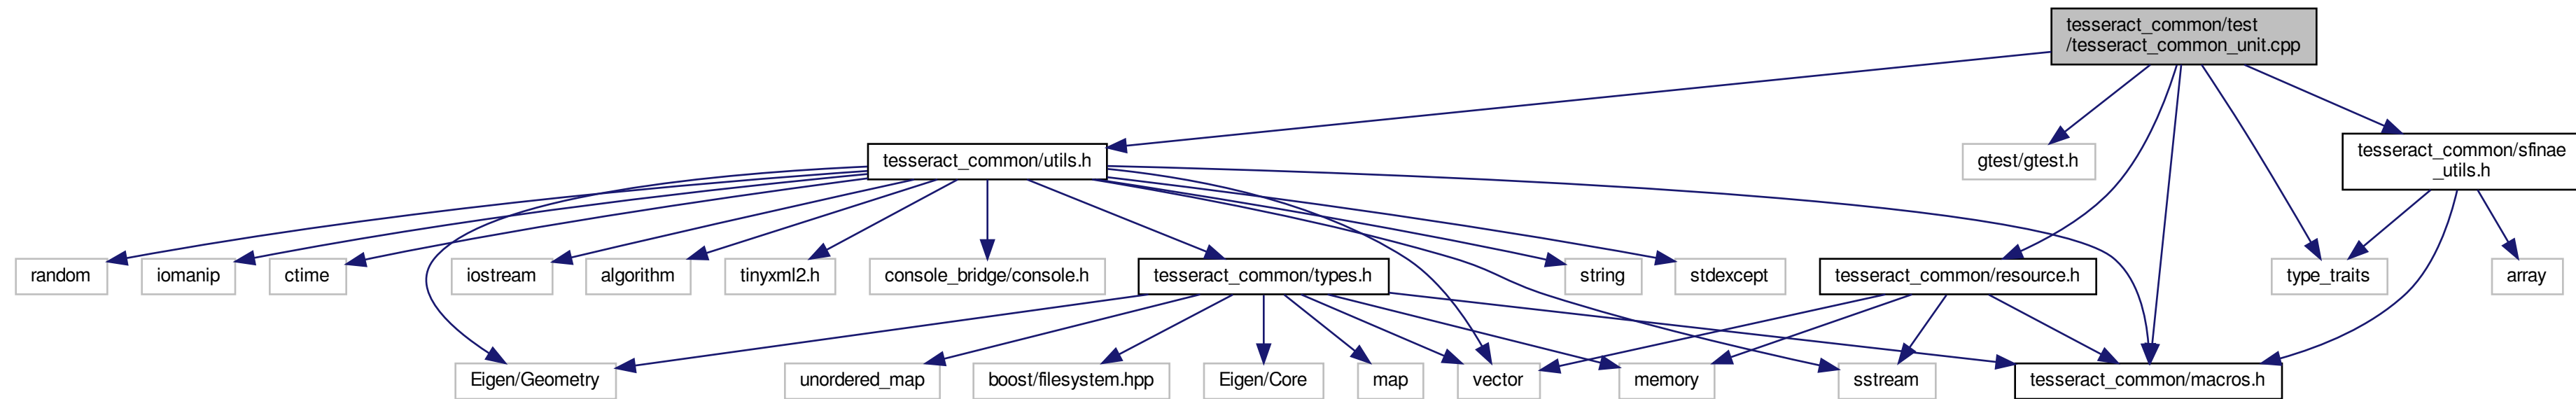 tesseract_common/test
/tesseract_common_unit.cpp
tesseract_common/utils.h
gtest/gtest.h
tesseract_common/sfinae
_utils.h
random
iomanip
ctime
iostream
algorithm
tinyxml2.h
console_bridge/console.h
tesseract_common/types.h
string
stdexcept
tesseract_common/resource.h
type_traits
array
Eigen/Geometry
unordered_map
boost/filesystem.hpp
Eigen/Core
map
vector
memory
sstream
tesseract_common/macros.h